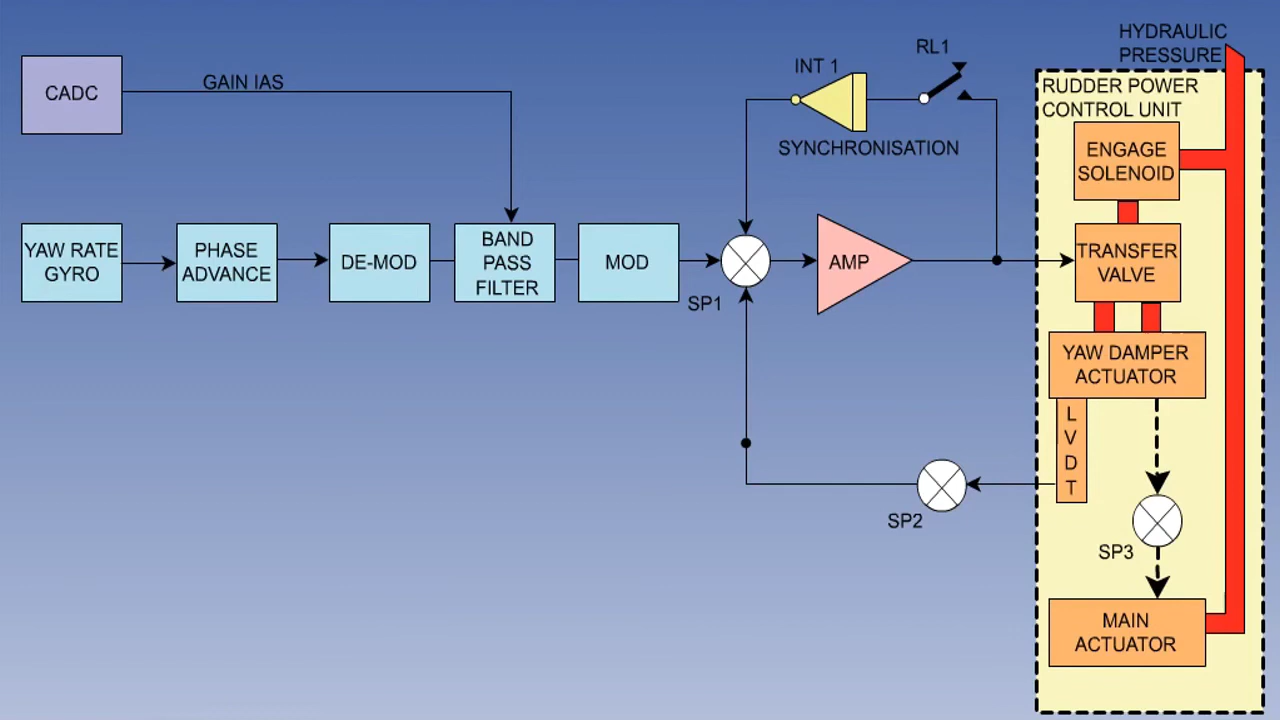 HYDRAULIC
PRESSURE
RL1
INT 1
CADC
GAIN IAS
SYNCHRONISATION
RUDDER POWER
CONTROL UNIT
ENGAGE
SOLENOID
YAW RATE
GYRO
PHASE
ADVANCE
DE-MOD
BAND
PASS
FILTER
MOD
SP1
AMP
TRANSFER
VALVE
YAW DAMPER
ACTUATOR
L
V
D
T
SP2
SP3
MAIN
ACTUATOR